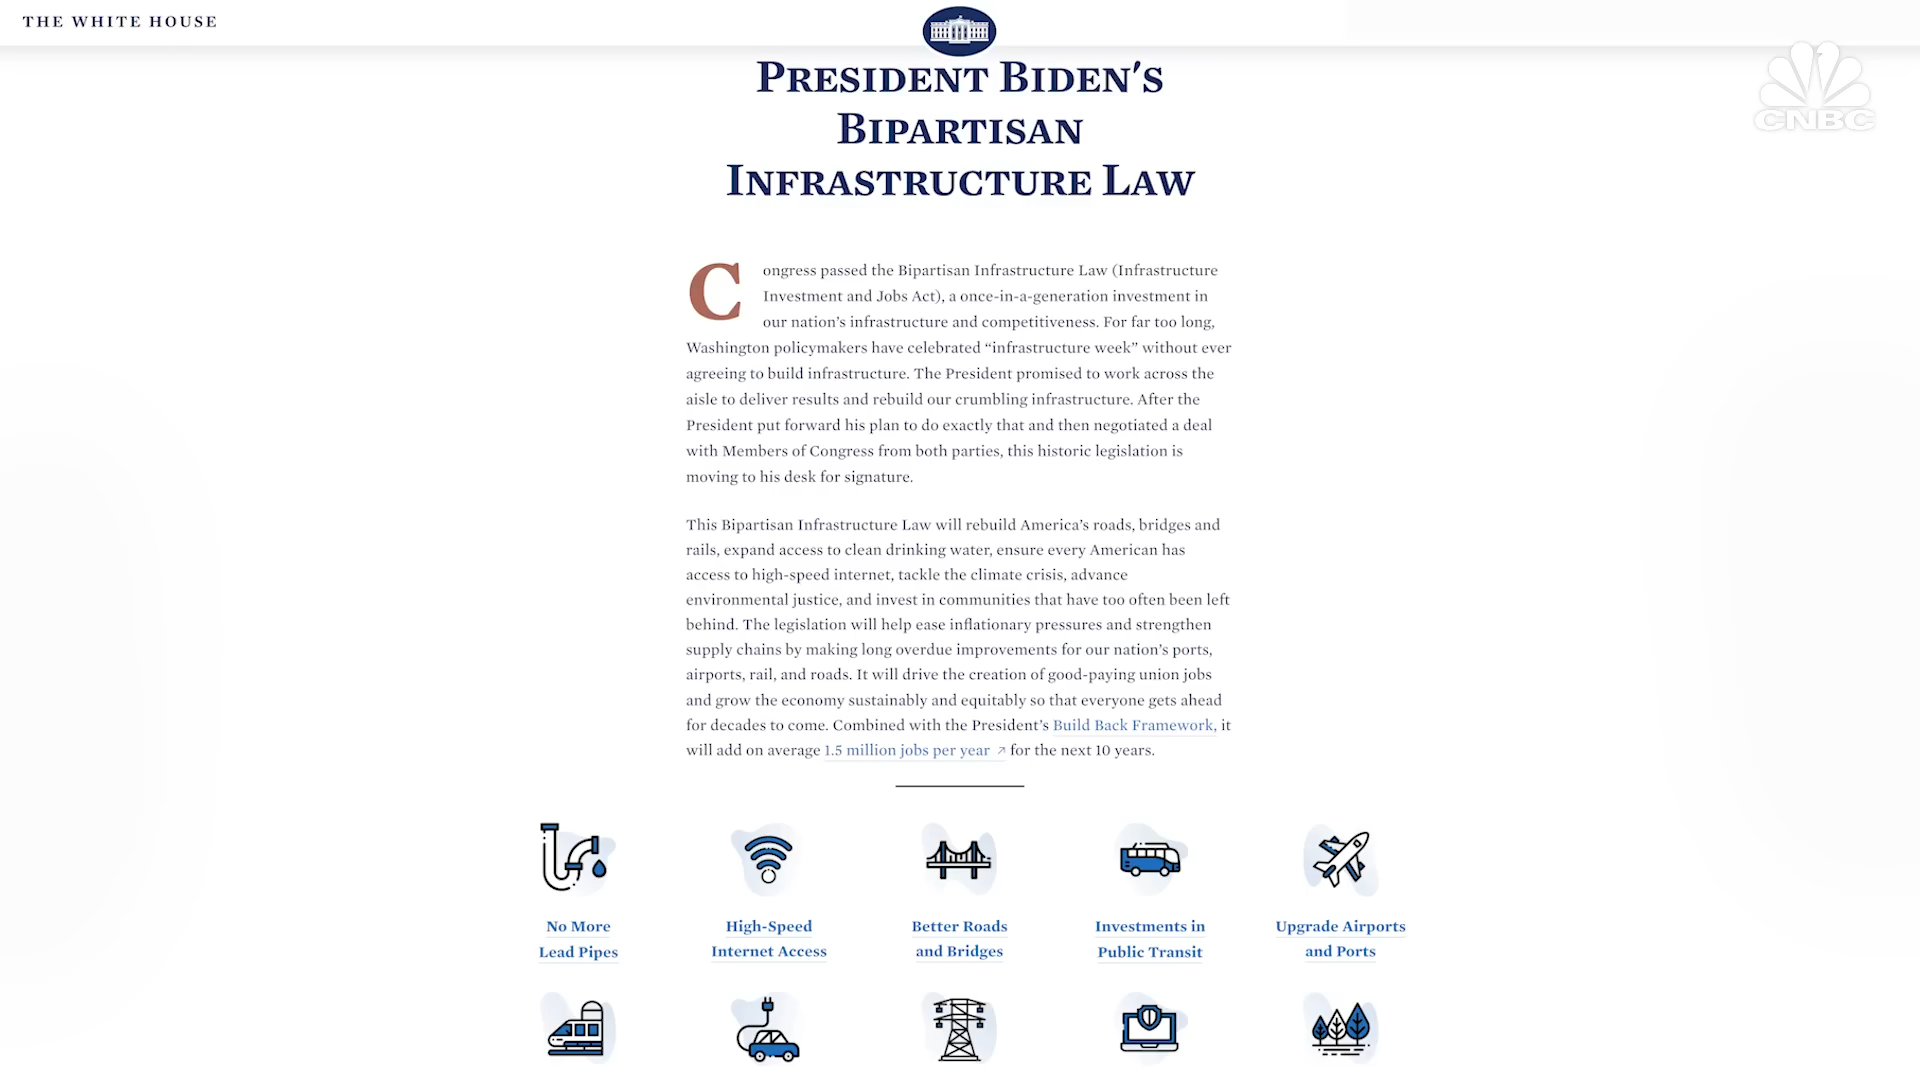 THE WHITE HOUSE
CNBC
PRESIDENT BIDEN'S
BIPARTISAN
INFRASTRUCTURE LAW
Congress passed the Bipartisan Infrastructure Law (Infrastructure
Investment and Jobs Act), a once-in-a-generation investment in
our nation’s infrastructure and competitiveness. For far too long,
Washington policymakers have celebrated “infrastructure week” without ever
agreeing to build infrastructure. The President promised to work across the
aisle to deliver results and rebuild our crumbling infrastructure. After the
President put forward his plan to do exactly that and then negotiated a deal
with Members of Congress from both parties, this historic legislation is
moving to his desk for signature.
This Bipartisan Infrastructure Law will rebuild America’s roads, bridges and
rails, expand access to clean drinking water, ensure every American has
access to high-speed internet, tackle the climate crisis, advance
environmental justice, and invest in communities that have too often been left
behind. The legislation will help ease inflationary pressures and strengthen
supply chains by making long overdue improvements for our nation’s ports,
airports, rail, and roads. It will drive the creation of good-paying union jobs
and grow the economy sustainably and equitably so that everyone gets ahead
for decades to come. Combined with the President’s Build Back Framework, it
will add on average 1.5 million jobs per year ↗ for the next 10 years.
No More
Lead Pipes
High-Speed
Internet Access
Better Roads
and Bridges
Investments in
Public Transit
Upgrade Airports
and Ports